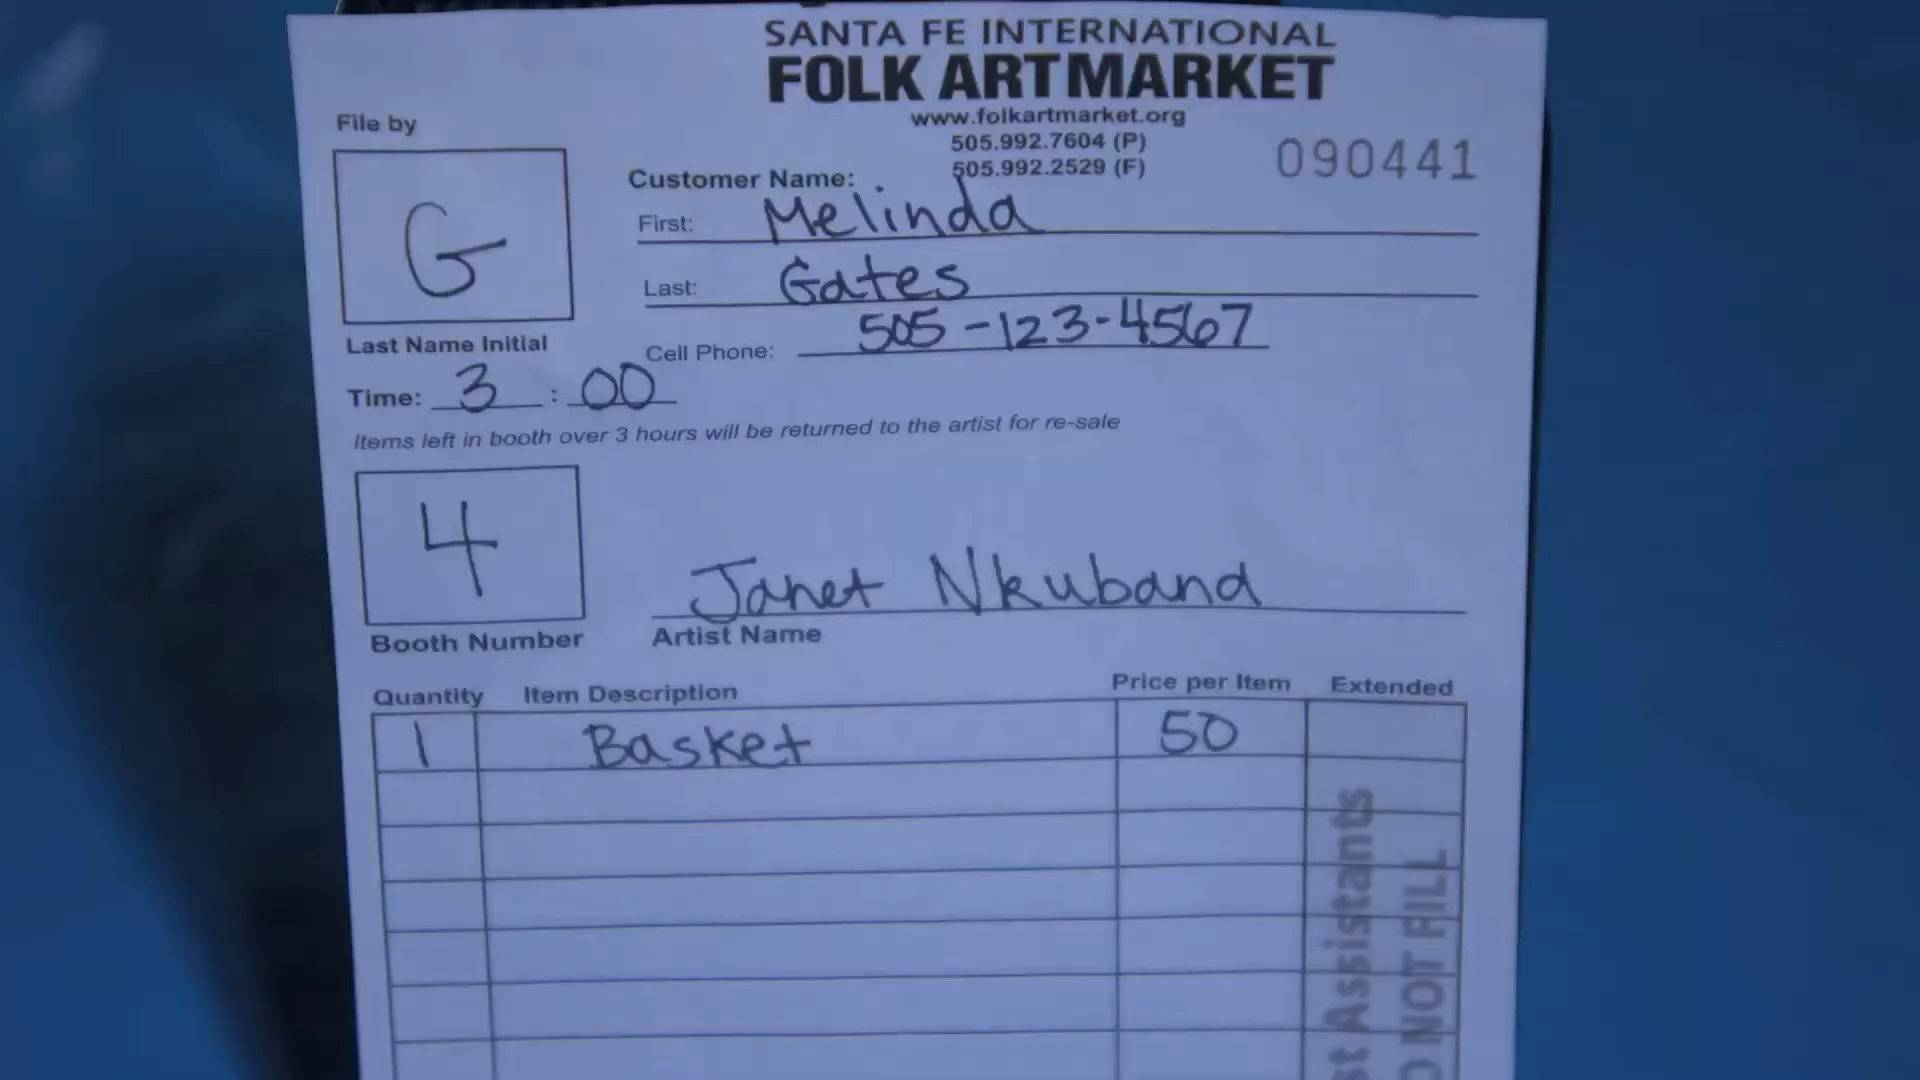 SANTA FE INTERNATIONAL
FOLK ART MARKET
www.folkartmarket.org
505.992.7604 (P)
505.992.2529 (F)
090441
File by
G
Last Name Initial
Customer Name:
First: Melinda
Last: Gates
Cell Phone: 505-123-4567
Time: 3 : 00
Items left in booth over 3 hours will be returned to the artist for re-sale
4
Booth Number
Janet Nkuband
Artist Name
Quantity Item Description Price per Item Extended
1 Basket 50
Assistants
NOT FILL